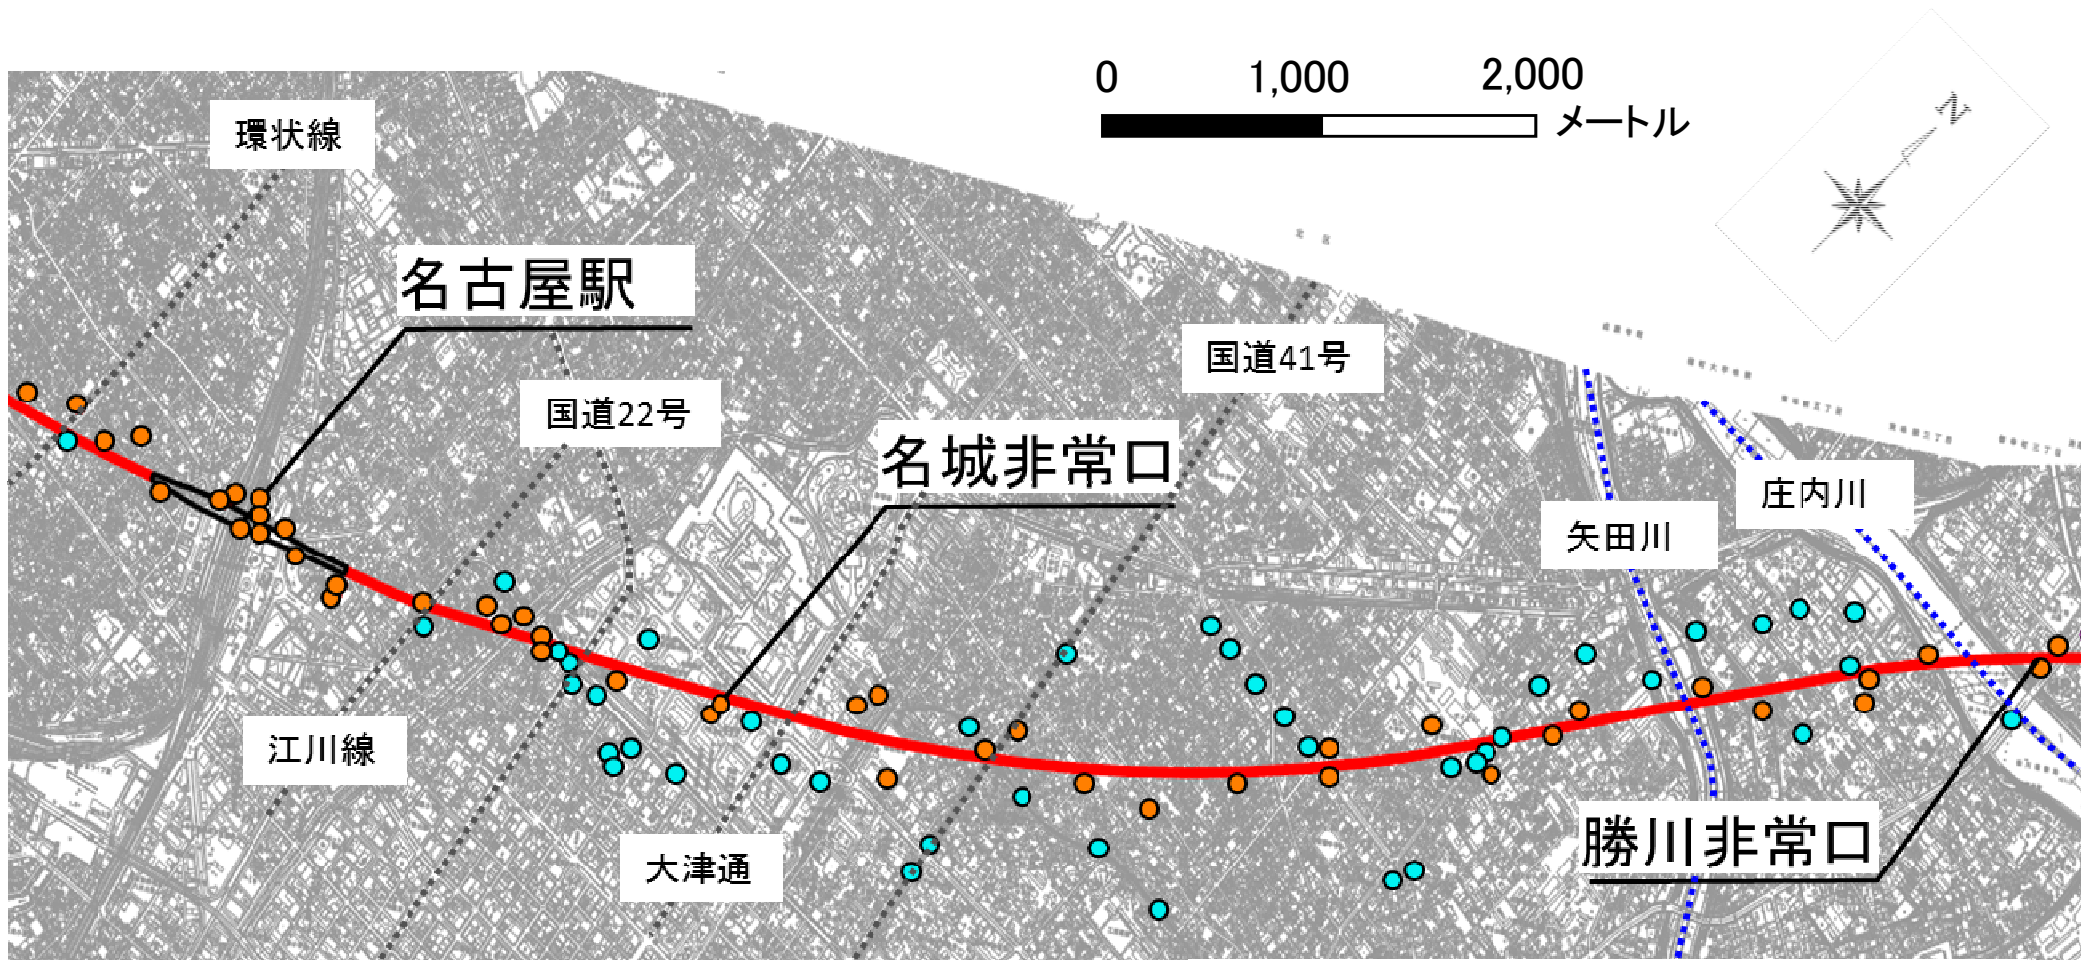 0 1,000 2,000
メートル
N
環状線
北 区
名古屋駅
国道41号
国道22号
名城非常口
庄内川
矢田川
江川線
勝川非常口
大津通